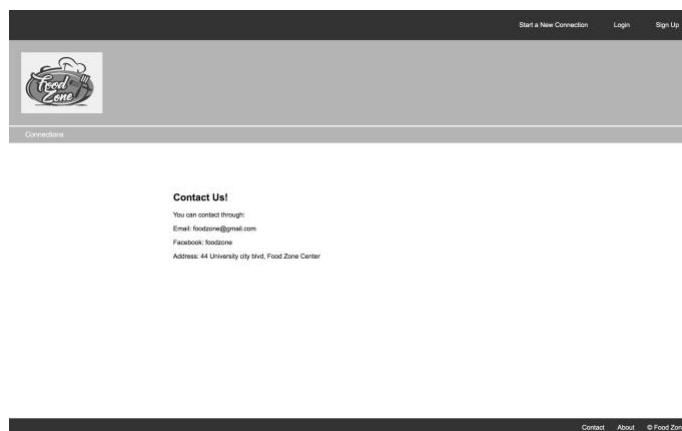 Start a New Connection Login Sign Up
Food
Zone
Connections
Contact Us!
You can contact through:
Email: foodzone@gmail.com
Facebook: foodzone
Address: 44 University city blvd, Food Zone Center
Contact About © Food Zon